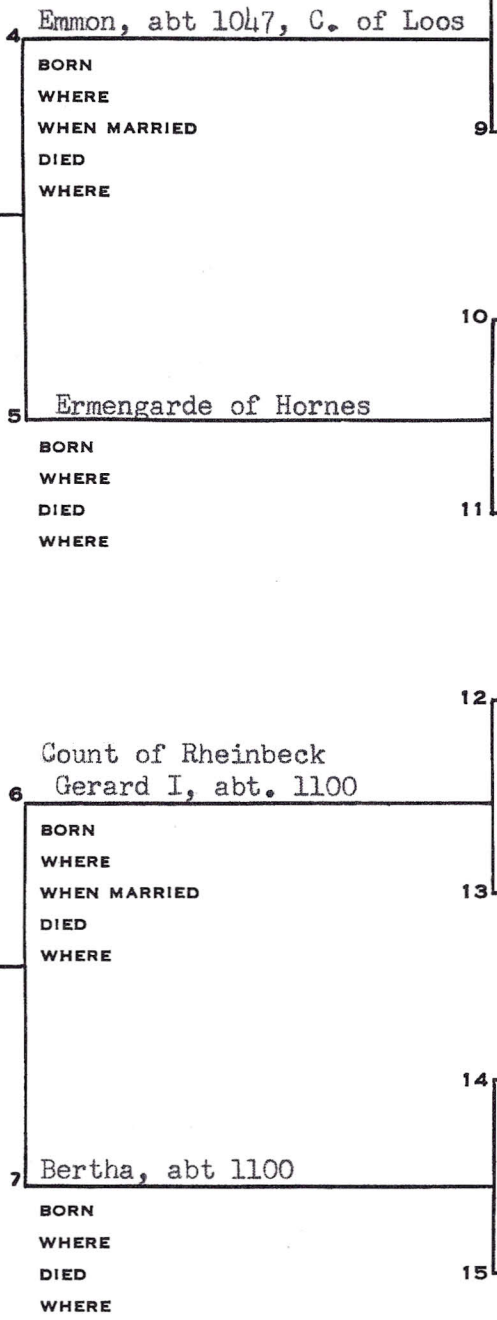 Emmon, abt 1047, C. of Loos
4
BORN
WHERE
WHEN MARRIED
9
DIED
WHERE
10
Ermengarde of Hornes
5
BORN
WHERE
DIED
11
WHERE
12
Count of Rheinbeck
Gerard I, abt. 1100
6
BORN
WHERE
WHEN MARRIED
13
DIED
WHERE
14
Bertha, abt 1100
7
BORN
WHERE
DIED
15
WHERE